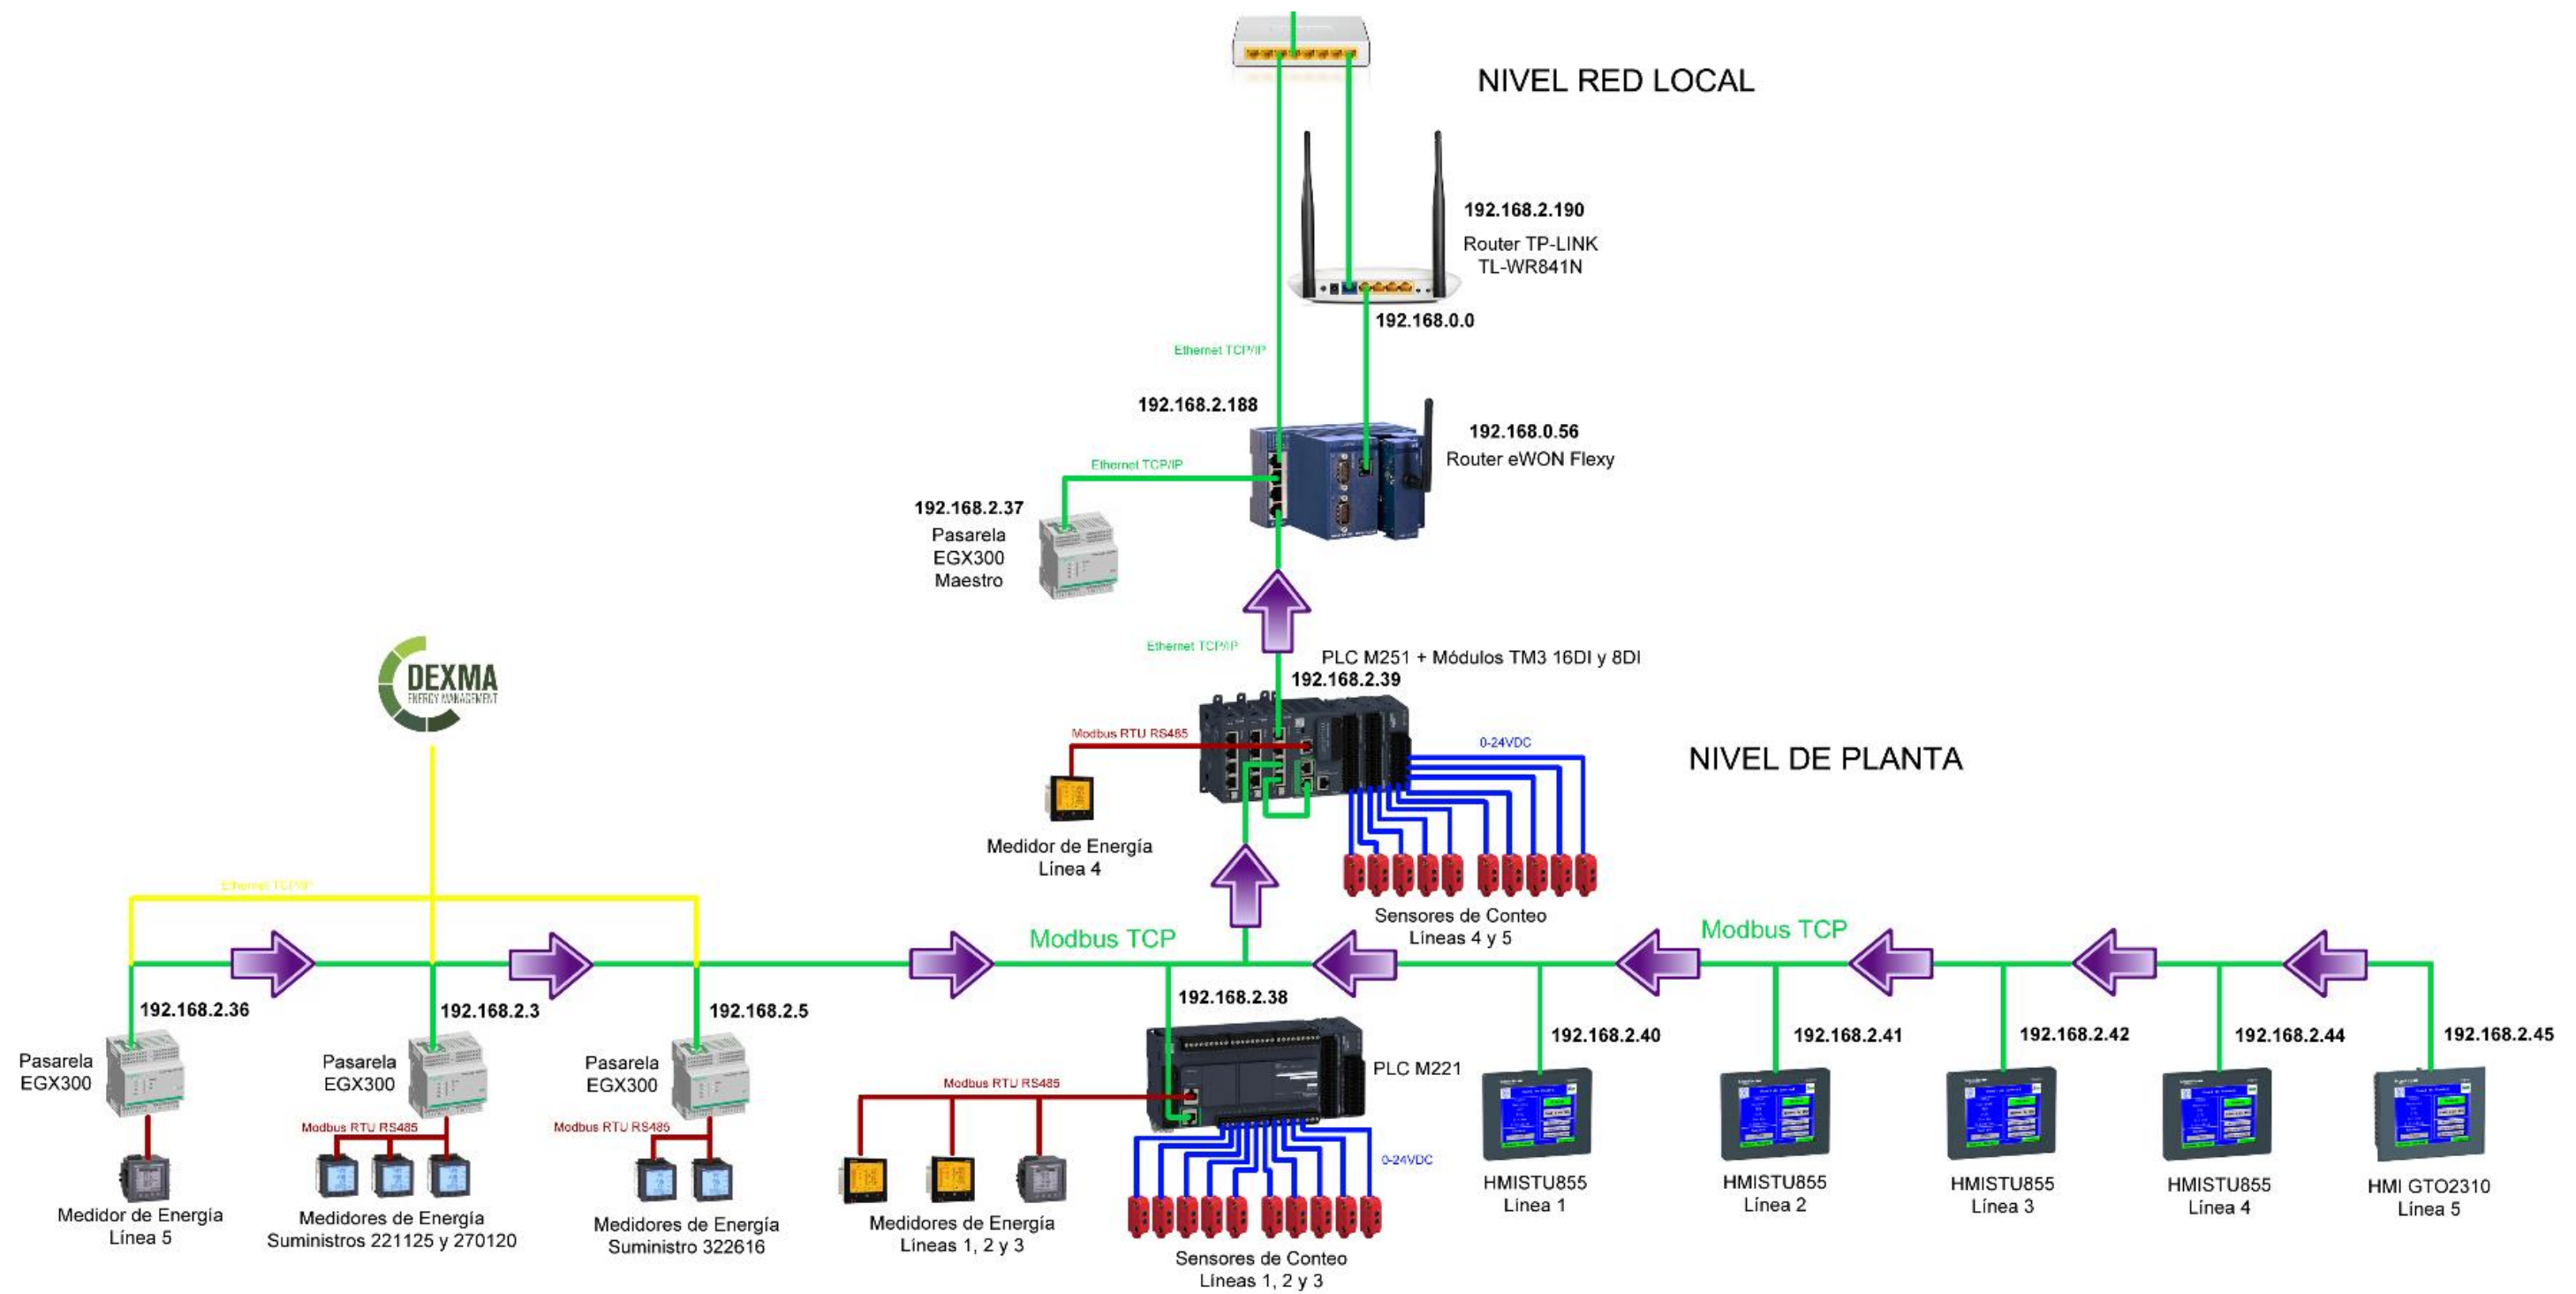 NIVEL RED LOCAL
192.168.2.190
Router TP-LINK
TL-WR841N
192.168.0.0
Ethernet TCP/IP
192.168.2.188
192.168.0.56
Router eWON Flexy
Ethernet TCP/IP
192.168.2.37
Pasarela
EGX300
Maestro
Ethernet TCP/IP
PLC M251 + Módulos TM3 16DI y 8DI
192.168.2.39
DEXMA
ENERGY MANAGEMENT
Modbus RTU RS485
0-24VDC
NIVEL DE PLANTA
Medidor de Energía
Línea 4
Ethernet TCP/IP
Sensores de Conteo
Líneas 4 y 5
Modbus TCP
Modbus TCP
192.168.2.36
192.168.2.3
192.168.2.5
192.168.2.38
192.168.2.40
192.168.2.41
192.168.2.42
192.168.2.44
192.168.2.45
Pasarela
EGX300
Pasarela
EGX300
Pasarela
EGX300
PLC M221
Modbus RTU RS485
Modbus RTU RS485
Modbus RTU RS485
0-24VDC
Medidor de Energía
Línea 5
Medidores de Energía
Suministros 221125 y 270120
Medidores de Energía
Suministro 322616
Medidores de Energía
Líneas 1, 2 y 3
Sensores de Conteo
Líneas 1, 2 y 3
HMISTU855
Línea 1
HMISTU855
Línea 2
HMISTU855
Línea 3
HMISTU855
Línea 4
HMI GTO2310
Línea 5